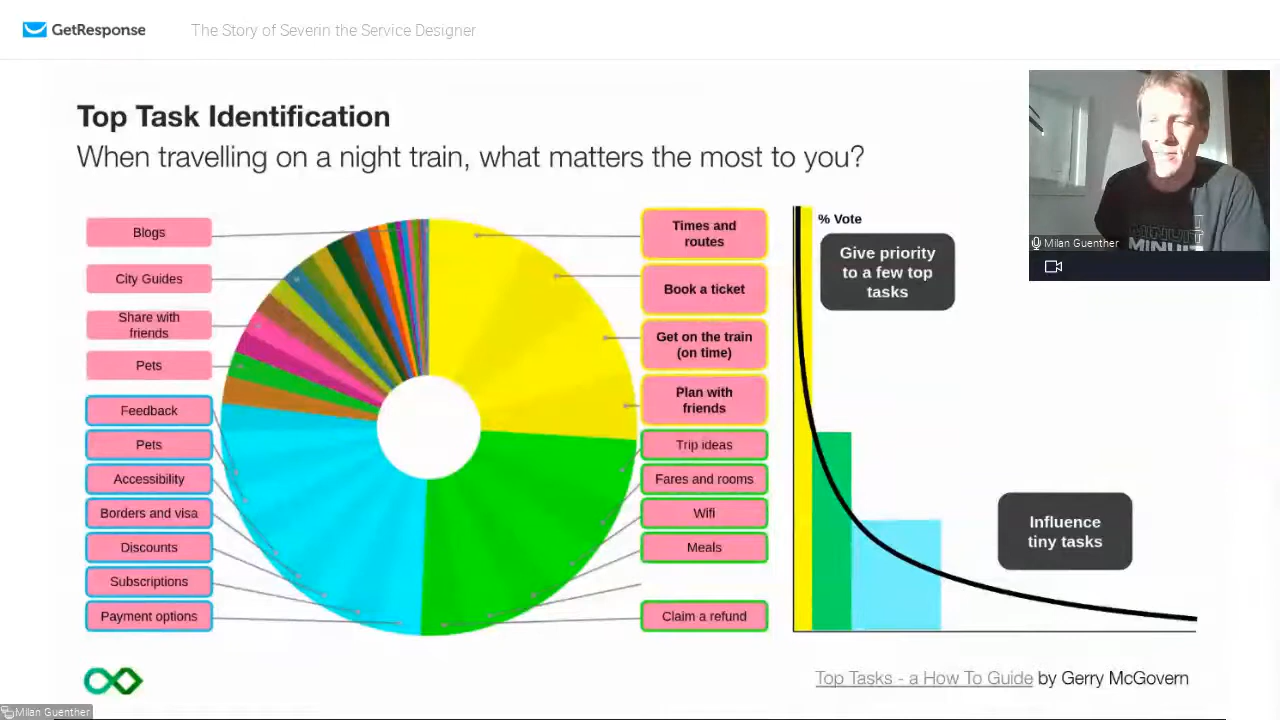 GetResponse
The Story of Severin the Service Designer
Top Task Identification
When travelling on a night train, what matters the most to you?
Blogs
City Guides
Share with
friends
Pets
Feedback
Pets
Accessibility
Borders and visa
Discounts
Subscriptions
Payment options
Times and
routes
Book a ticket
Get on the train
(on time)
Plan with
friends
Trip ideas
Fares and rooms
Wifi
Meals
Claim a refund
% Vote
Give priority
to a few top
tasks
Influence
tiny tasks
MINUIT
Milan Guenther
Top Tasks - a How To Guide by Gerry McGovern
Milan Guenther